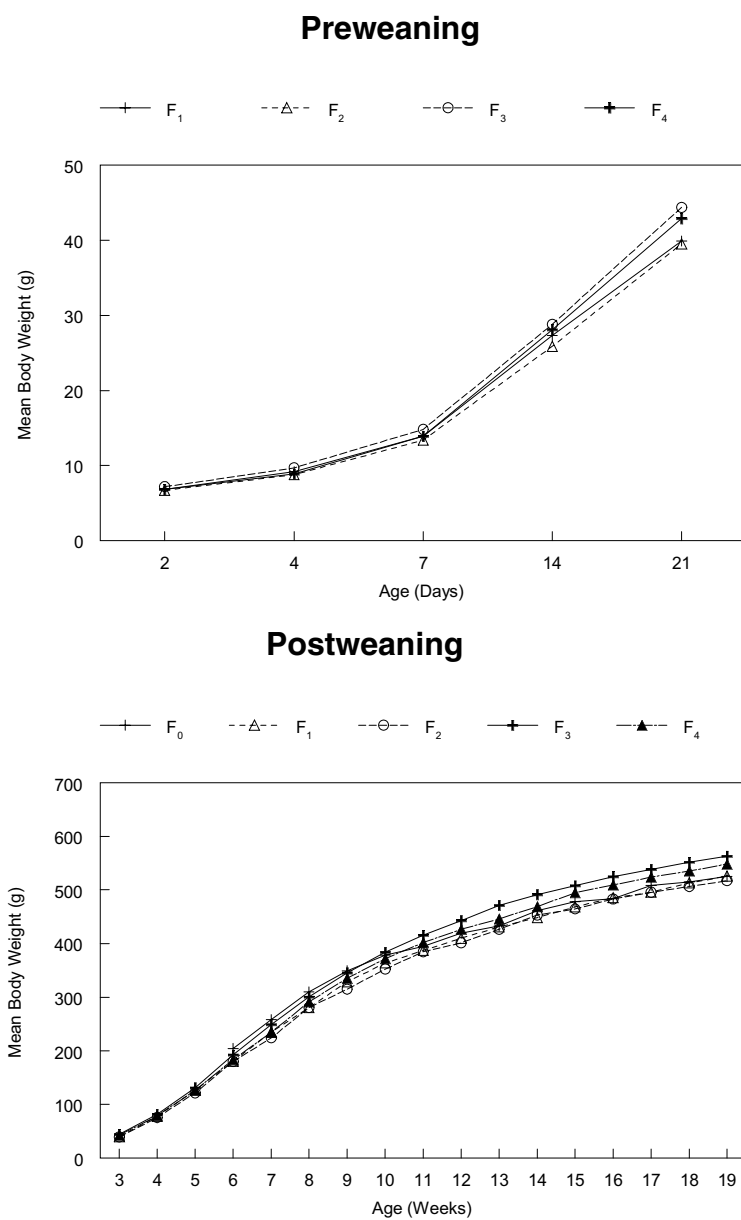 Preweaning
F₁ F₂ F₃ F₄
50
40
30
20
10
0
Mean Body Weight (g)
2 4 7 14 21
Age (Days)
Postweaning
F₀ F₁ F₂ F₃ F₄
700
600
500
400
300
200
100
0
Mean Body Weight (g)
3 4 5 6 7 8 9 10 11 12 13 14 15 16 17 18 19
Age (Weeks)